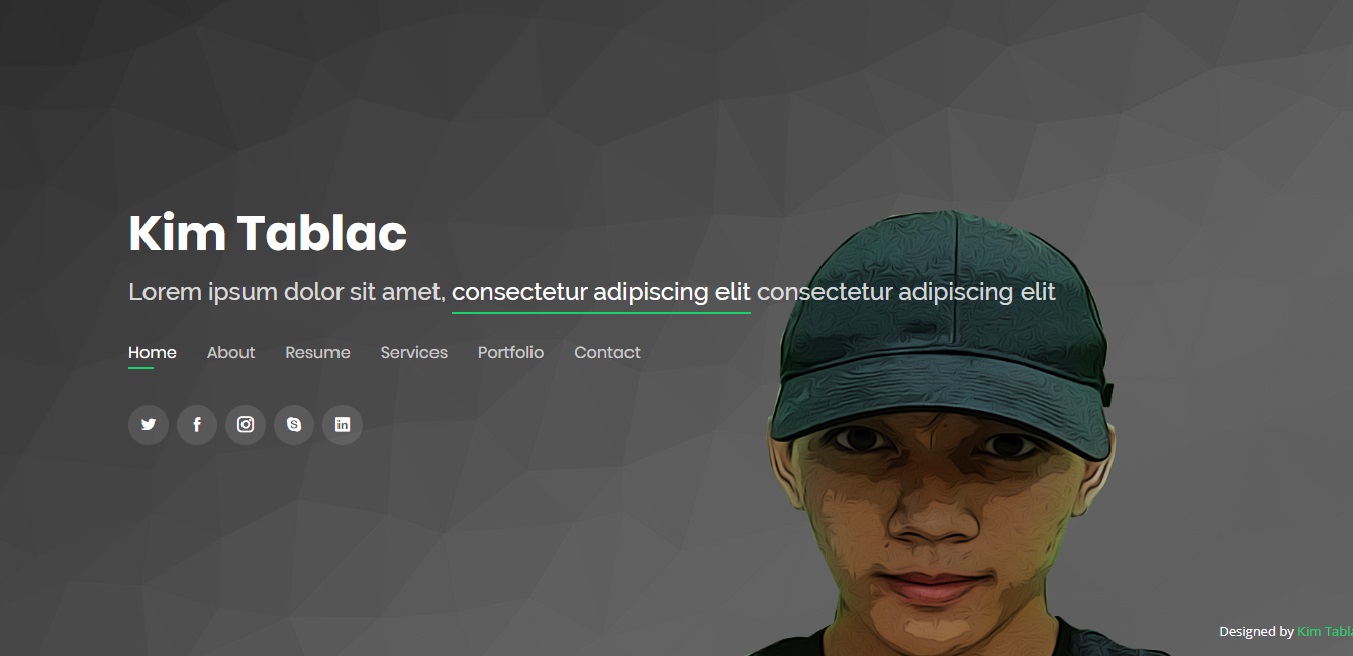 Kim Tablac
Lorem ipsum dolor sit amet, consectetur adipiscing elit consectetur adipiscing elit
Home About Resume Services Portfolio Contact
Designed by Kim Tabla